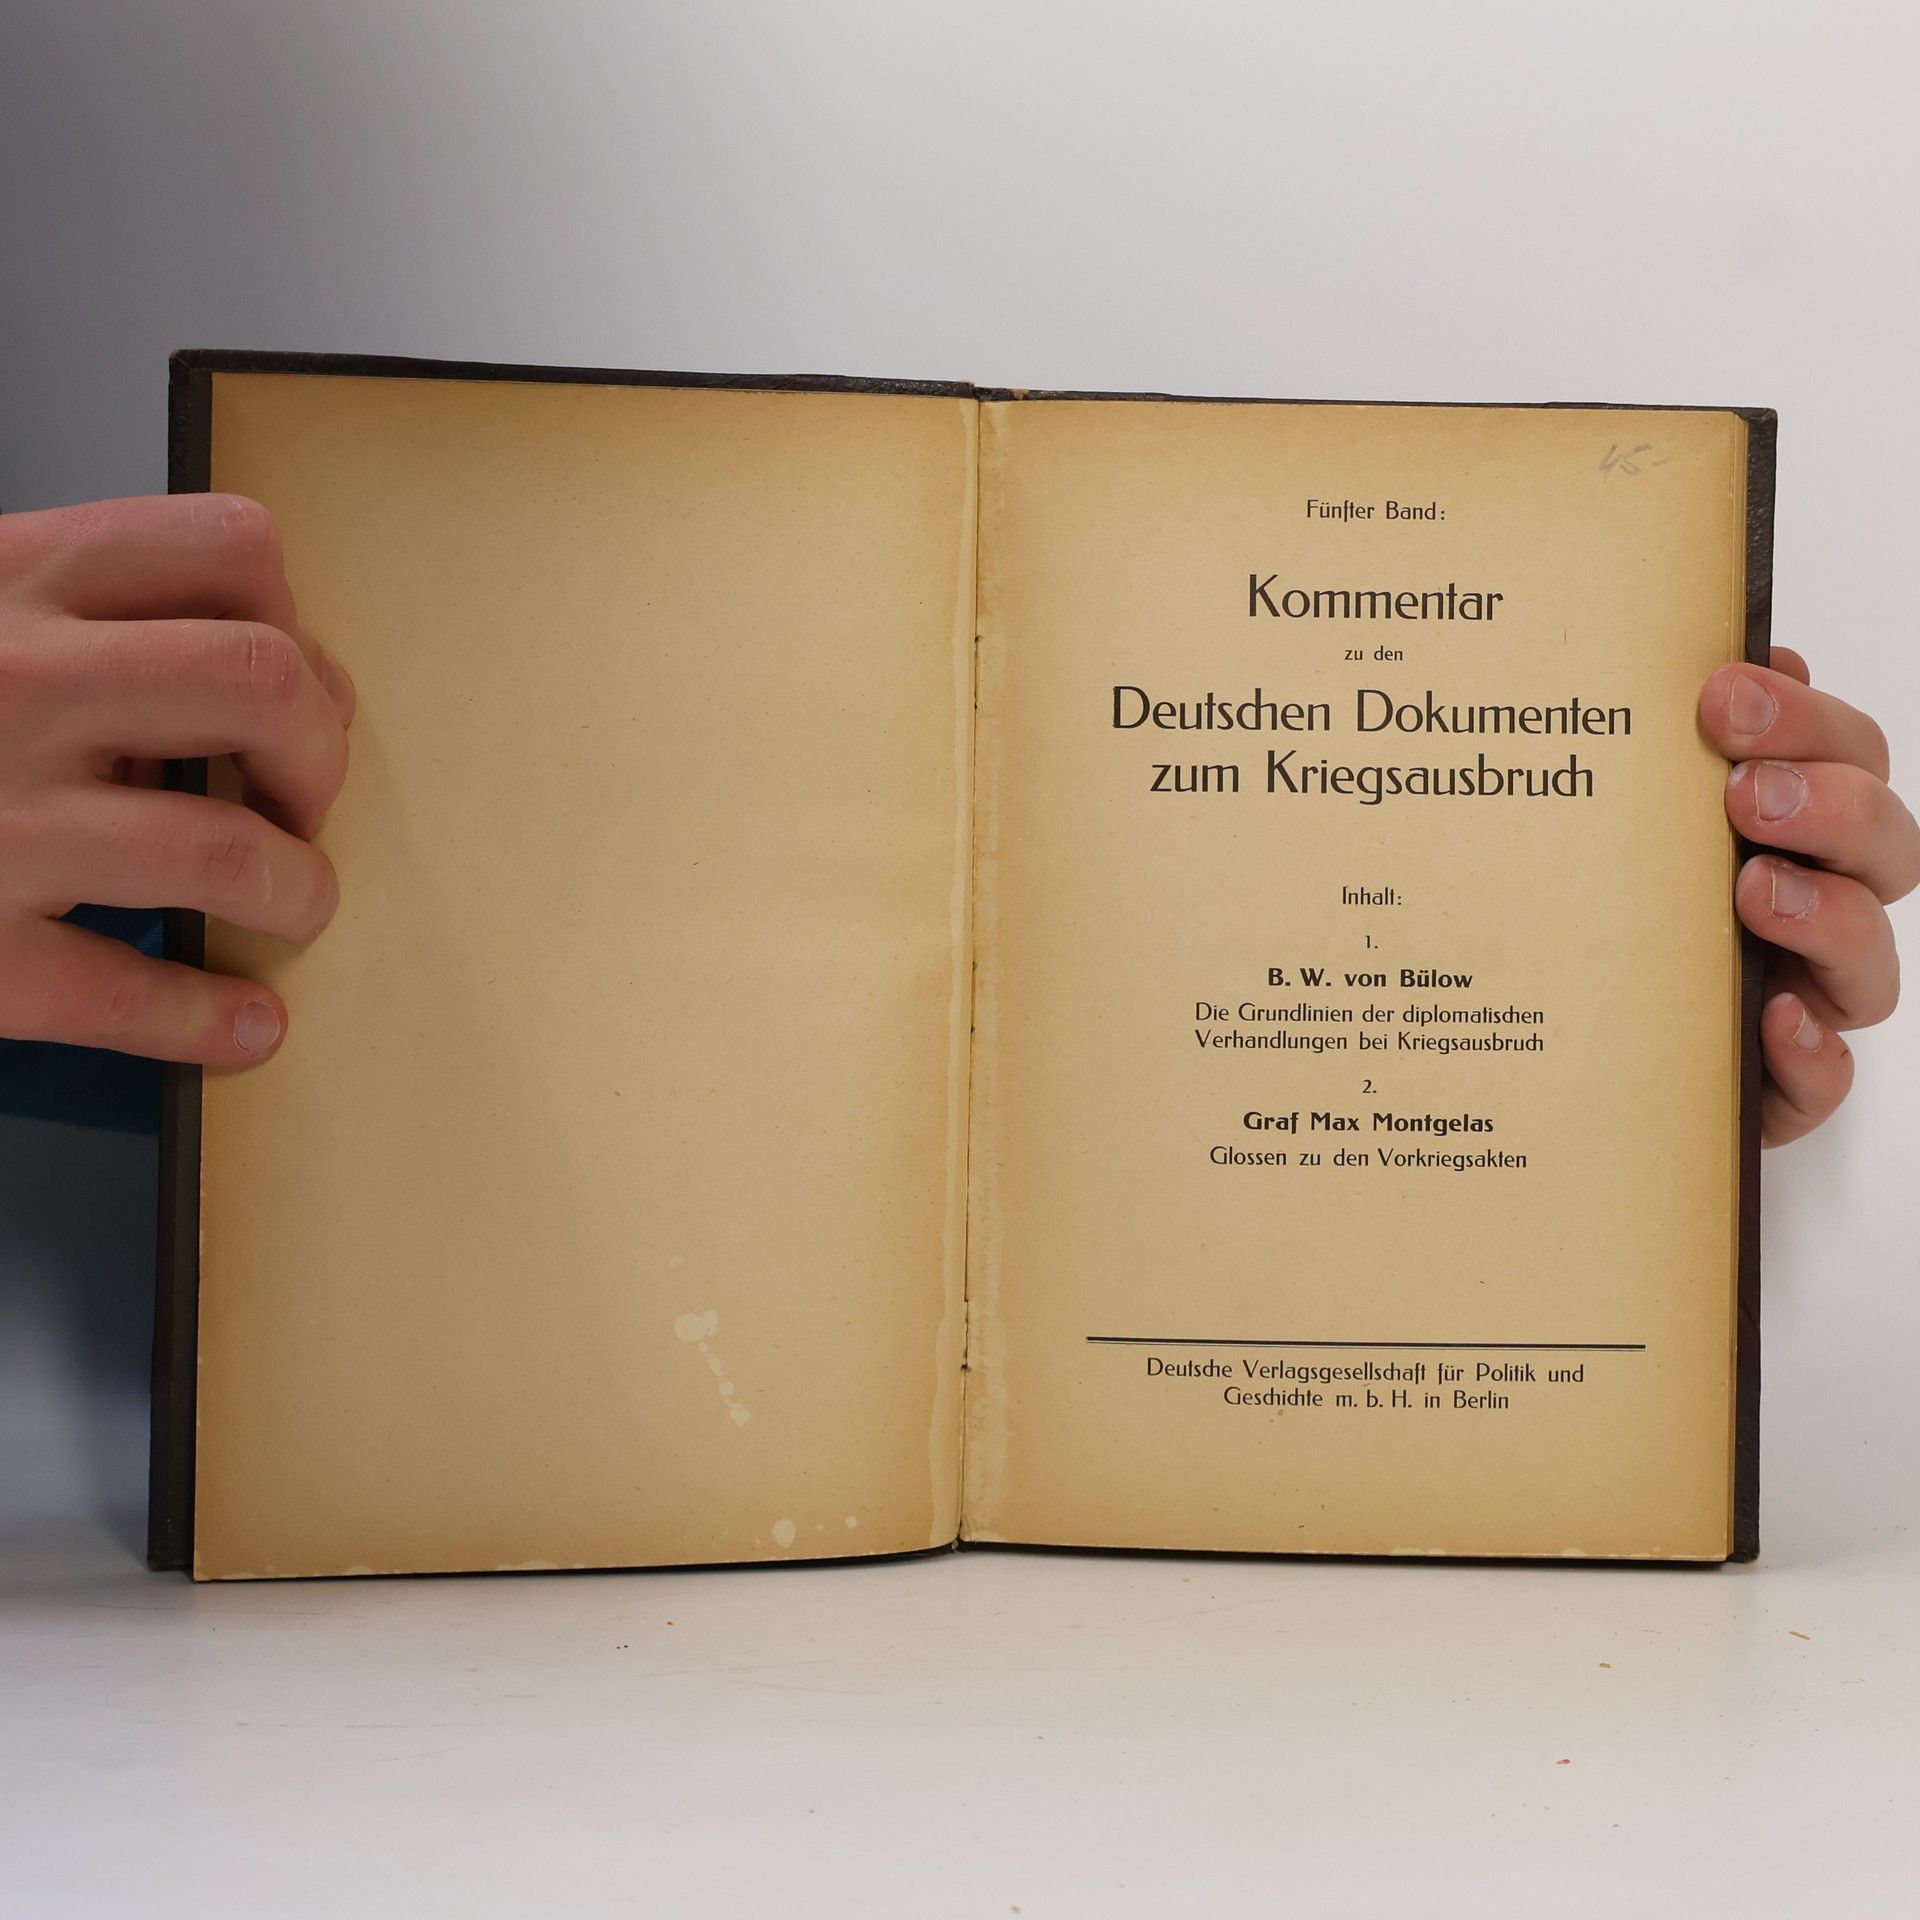 45-
Fünfter Band:
Kommentar
zu den
Deutschen Dokumenten
zum Kriegsausbruch
Inhalt:
1.
B. W. von Bülow
Die Grundlinien der diplomatischen
Verhandlungen bei Kriegsausbruch
2.
Graf Max Montgelas
Glossen zu den Vorkriegsakten
Deutsche Verlagsgesellschaft für Politik und
Geschichte m. b. H. in Berlin